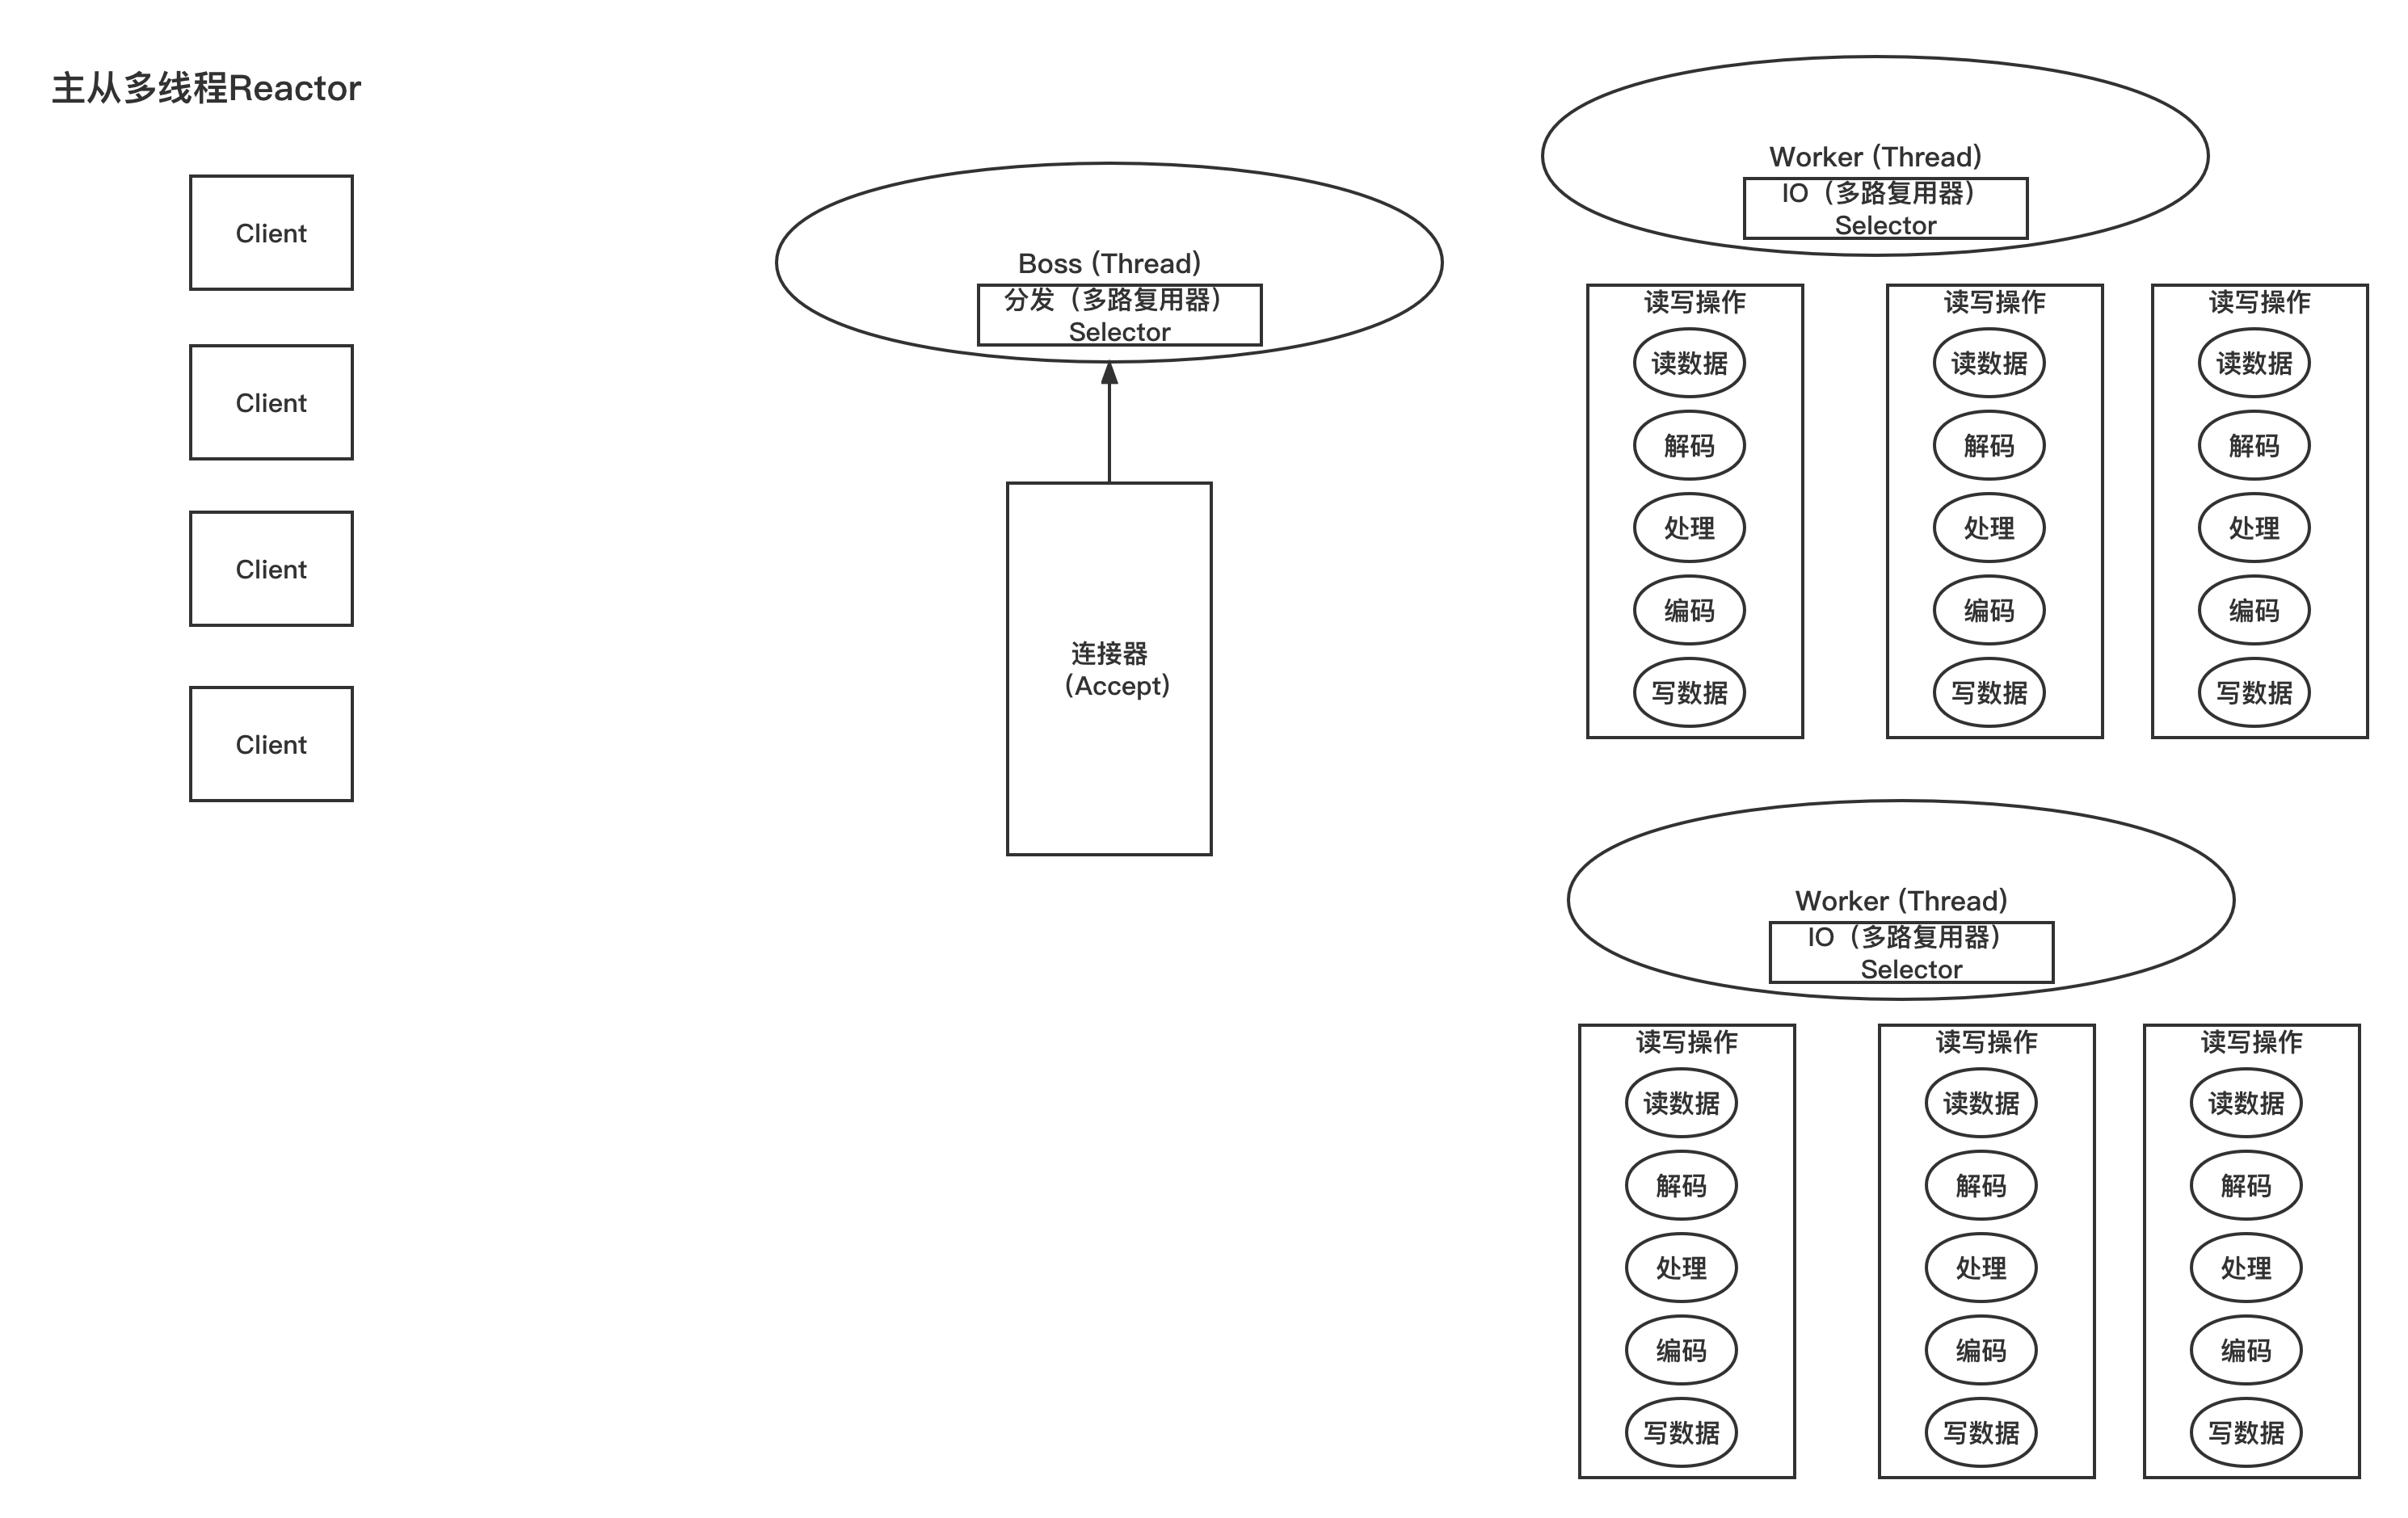 主从多线程Reactor
Client
Client
Client
Client
Boss (Thread)
分发（多路复用器）
Selector
连接器
(Accept)
Worker (Thread)
IO（多路复用器）
Selector
读写操作
读数据
解码
处理
编码
写数据
读写操作
读数据
解码
处理
编码
写数据
读写操作
读数据
解码
处理
编码
写数据
Worker (Thread)
IO（多路复用器）
Selector
读写操作
读数据
解码
处理
编码
写数据
读写操作
读数据
解码
处理
编码
写数据
读写操作
读数据
解码
处理
编码
写数据